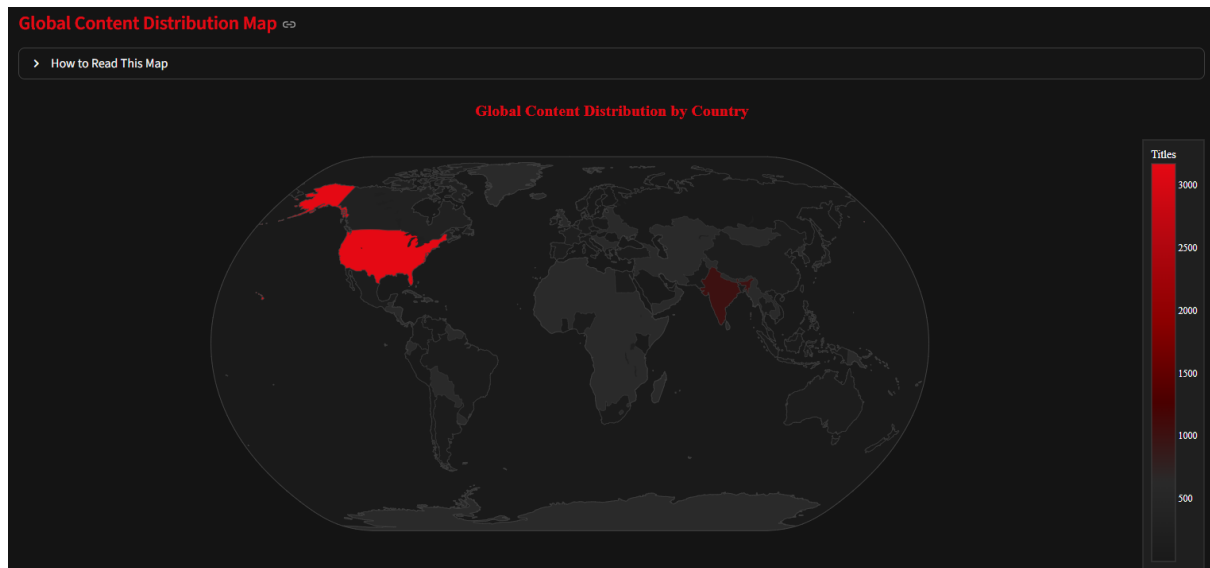 Global Content Distribution Map
How to Read This Map
Global Content Distribution by Country
Titles
3000
2500
2000
1500
1000
500